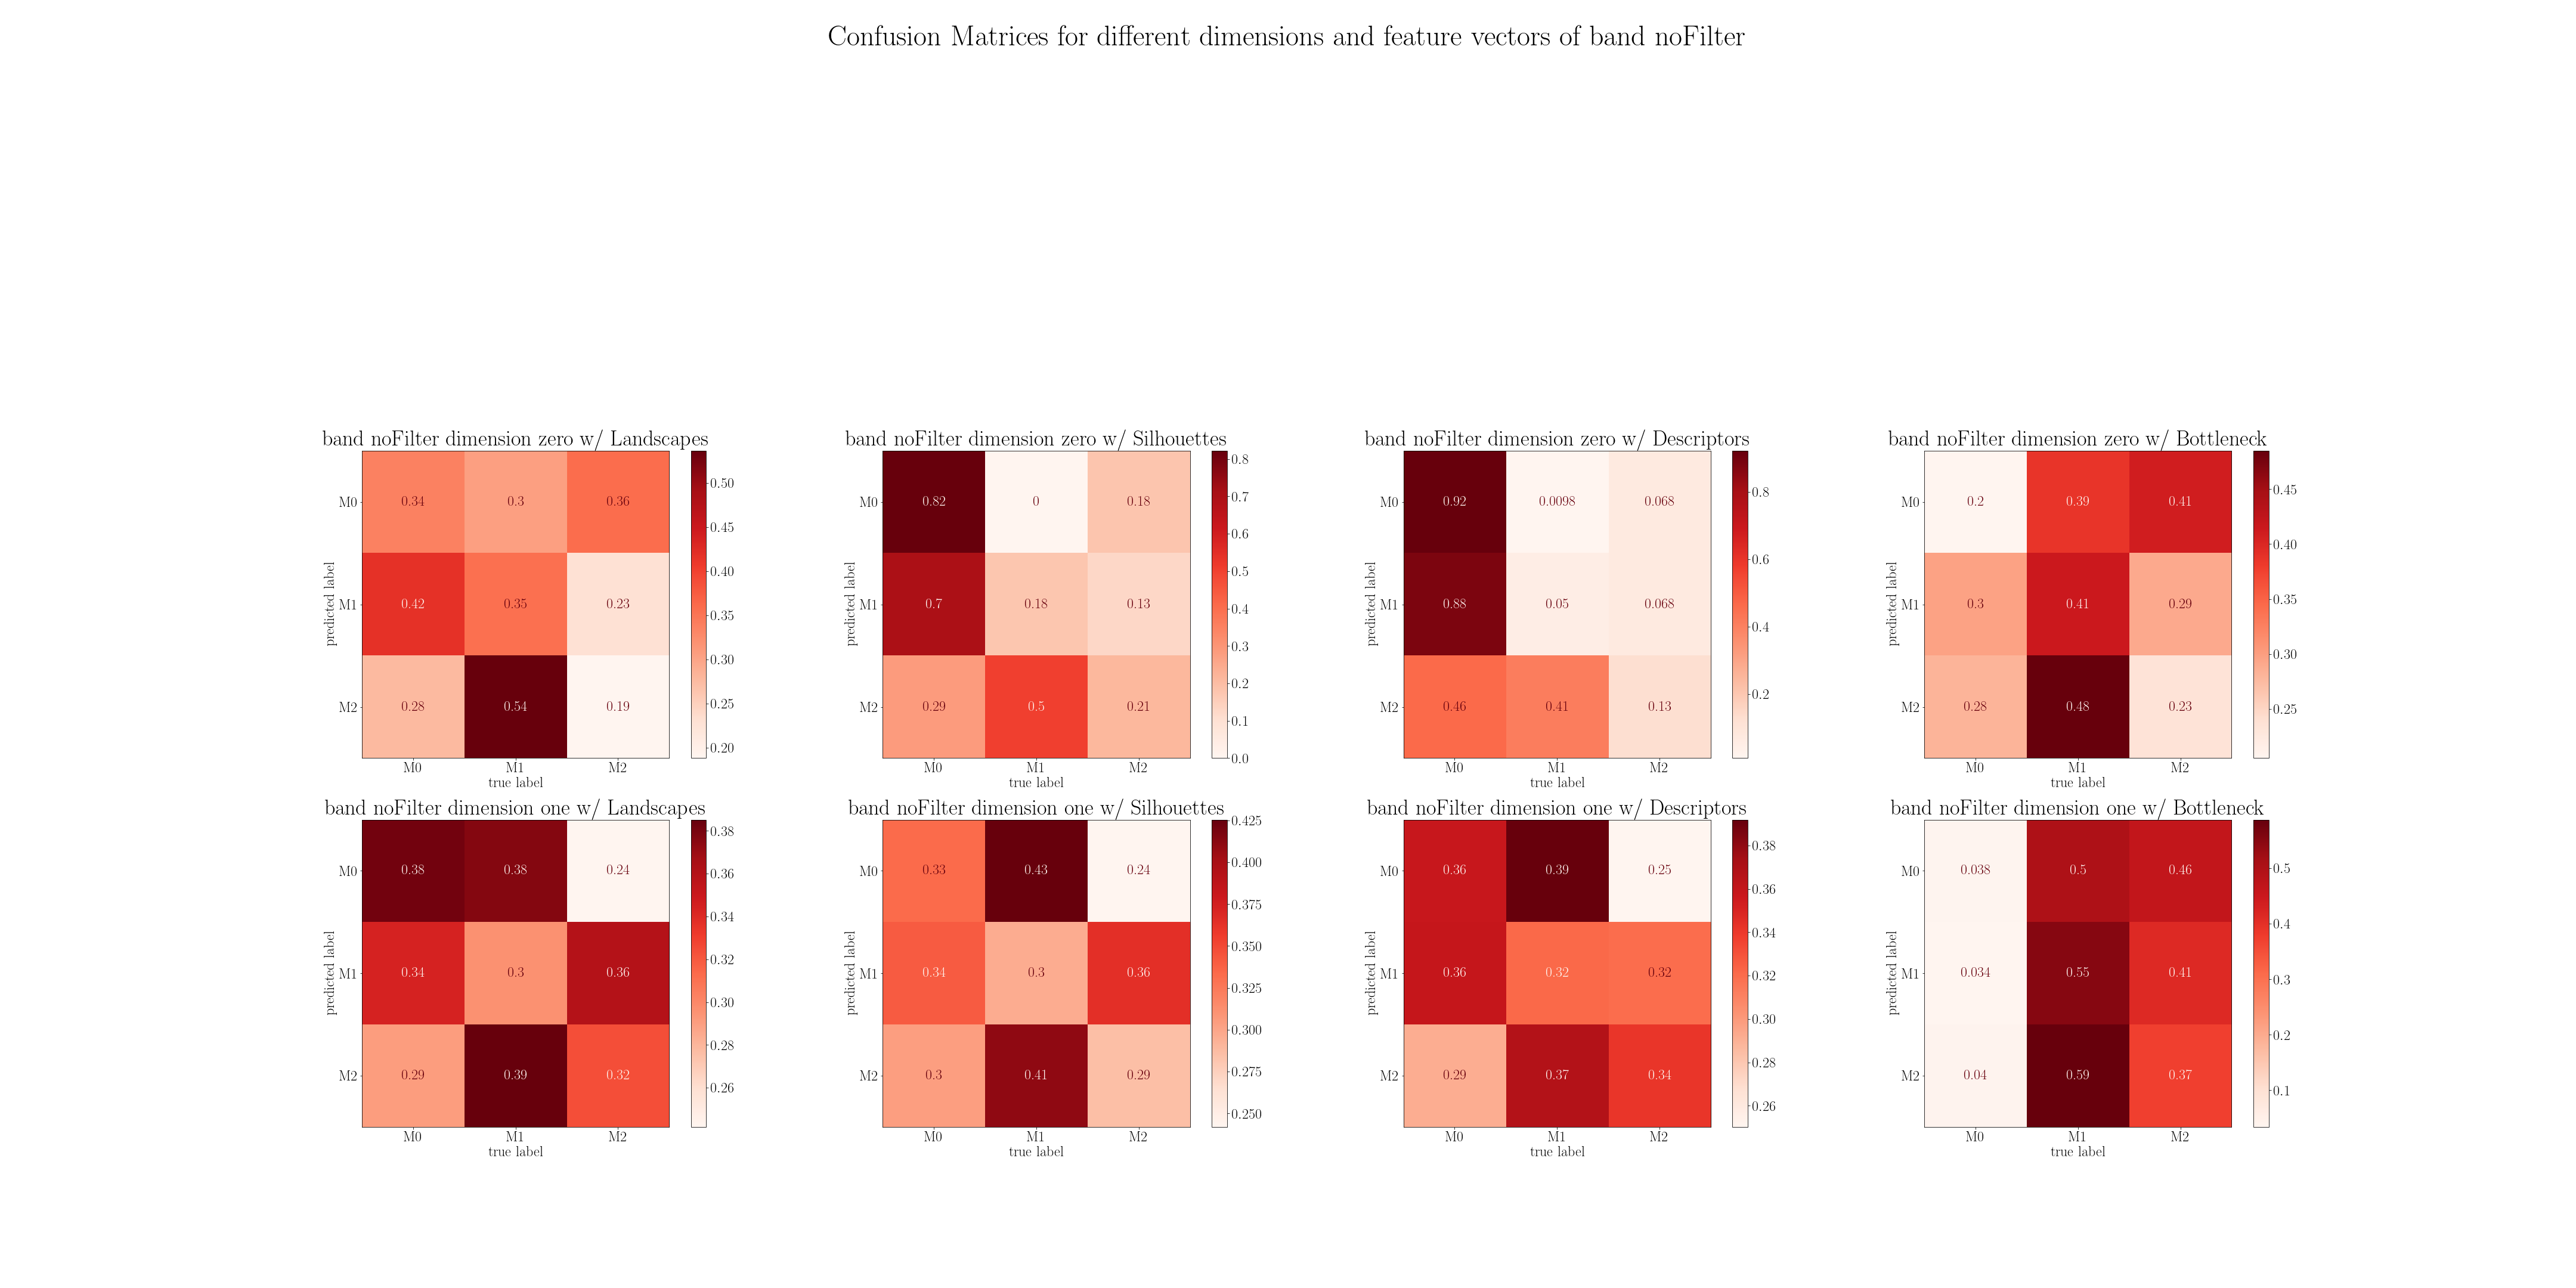 Confusion Matrices for different dimensions and feature vectors of band noFilter
band noFilter dimension zero w/ Landscapes
predicted label
M0 0.34 0.3 0.36
M1 0.42 0.35 0.23
M2 0.28 0.54 0.19
M0 M1 M2
true label
0.50
0.45
0.40
0.35
0.30
0.25
0.20
band noFilter dimension zero w/ Silhouettes
predicted label
M0 0.82 0 0.18
M1 0.7 0.18 0.13
M2 0.29 0.5 0.21
M0 M1 M2
true label
0.8
0.7
0.6
0.5
0.4
0.3
0.2
0.1
0.0
band noFilter dimension zero w/ Descriptors
predicted label
M0 0.92 0.0098 0.068
M1 0.88 0.05 0.068
M2 0.46 0.41 0.13
M0 M1 M2
true label
0.8
0.6
0.4
0.2
band noFilter dimension zero w/ Bottleneck
predicted label
M0 0.2 0.39 0.41
M1 0.3 0.41 0.29
M2 0.28 0.48 0.23
M0 M1 M2
true label
0.45
0.40
0.35
0.30
0.25
band noFilter dimension one w/ Landscapes
predicted label
M0 0.38 0.38 0.24
M1 0.34 0.3 0.36
M2 0.29 0.39 0.32
M0 M1 M2
true label
0.38
0.36
0.34
0.32
0.30
0.28
0.26
band noFilter dimension one w/ Silhouettes
predicted label
M0 0.33 0.43 0.24
M1 0.34 0.3 0.36
M2 0.3 0.41 0.29
M0 M1 M2
true label
0.425
0.400
0.375
0.350
0.325
0.300
0.275
0.250
band noFilter dimension one w/ Descriptors
predicted label
M0 0.36 0.39 0.25
M1 0.36 0.32 0.32
M2 0.29 0.37 0.34
M0 M1 M2
true label
0.38
0.36
0.34
0.32
0.30
0.28
0.26
band noFilter dimension one w/ Bottleneck
predicted label
M0 0.038 0.5 0.46
M1 0.034 0.55 0.41
M2 0.04 0.59 0.37
M0 M1 M2
true label
0.5
0.4
0.3
0.2
0.1